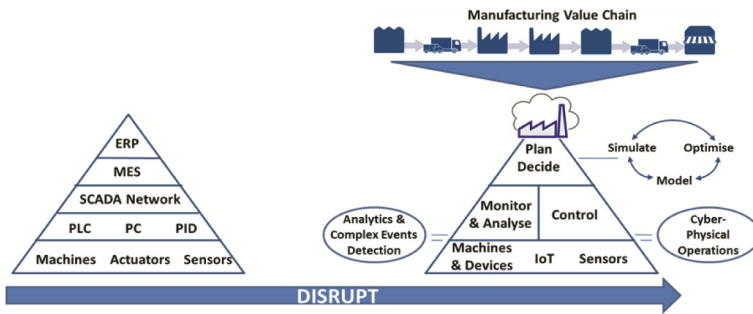 Manufacturing Value Chain
ERP
MES
SCADA Network
PLC PC PID
Machines Actuators Sensors
Plan
Decide
Simulate Optimise
Model
Monitor
& Analyse
Control
Analytics &
Complex Events
Detection
Cyber-
Physical
Operations
Machines
& Devices
IoT Sensors
DISRUPT